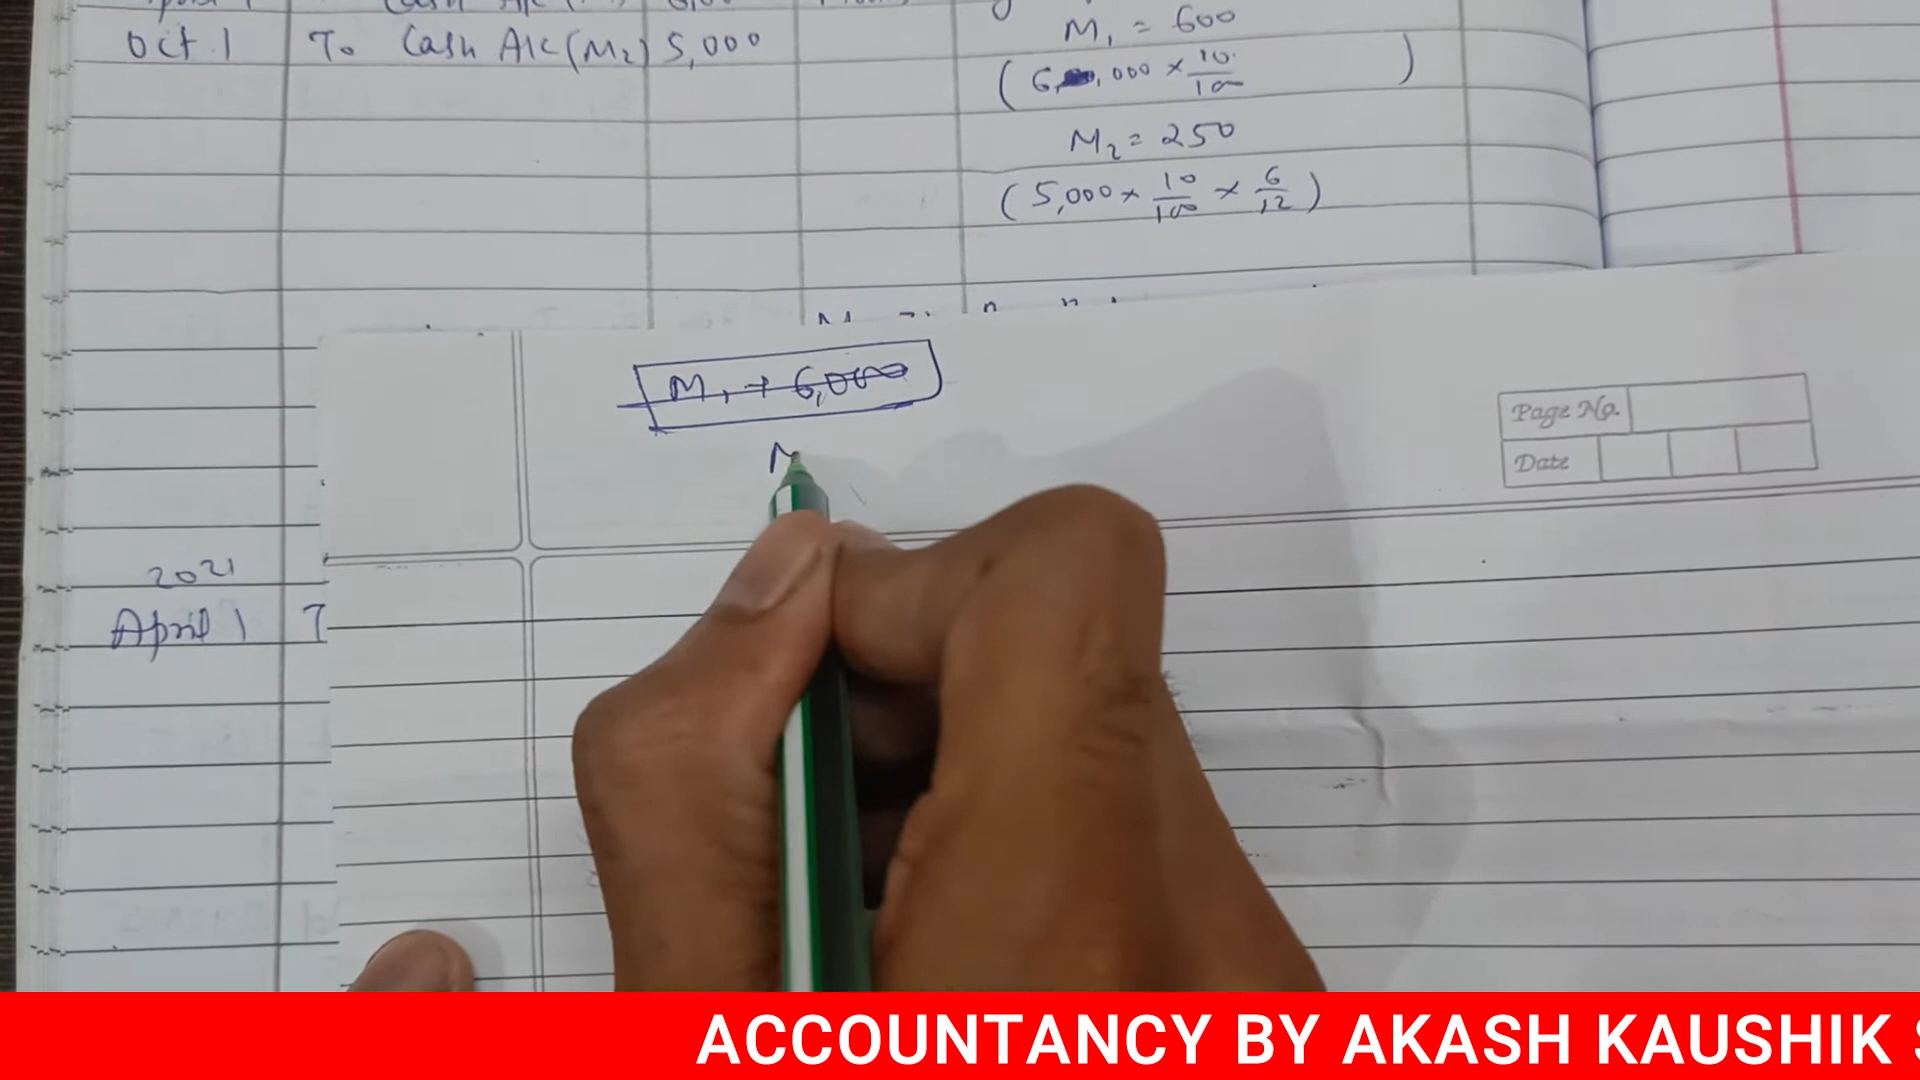 Oct. 1 To Cash A/c (M2) 5,000
M1 = 600
( 6,000 × 10/100 )
M2 = 250
( 5,000 × 10/100 × 6/12 )
M1 → 6,000
Page No.
Date
2021
April 1 T
ACCOUNTANCY BY AKASH KAUSHIK